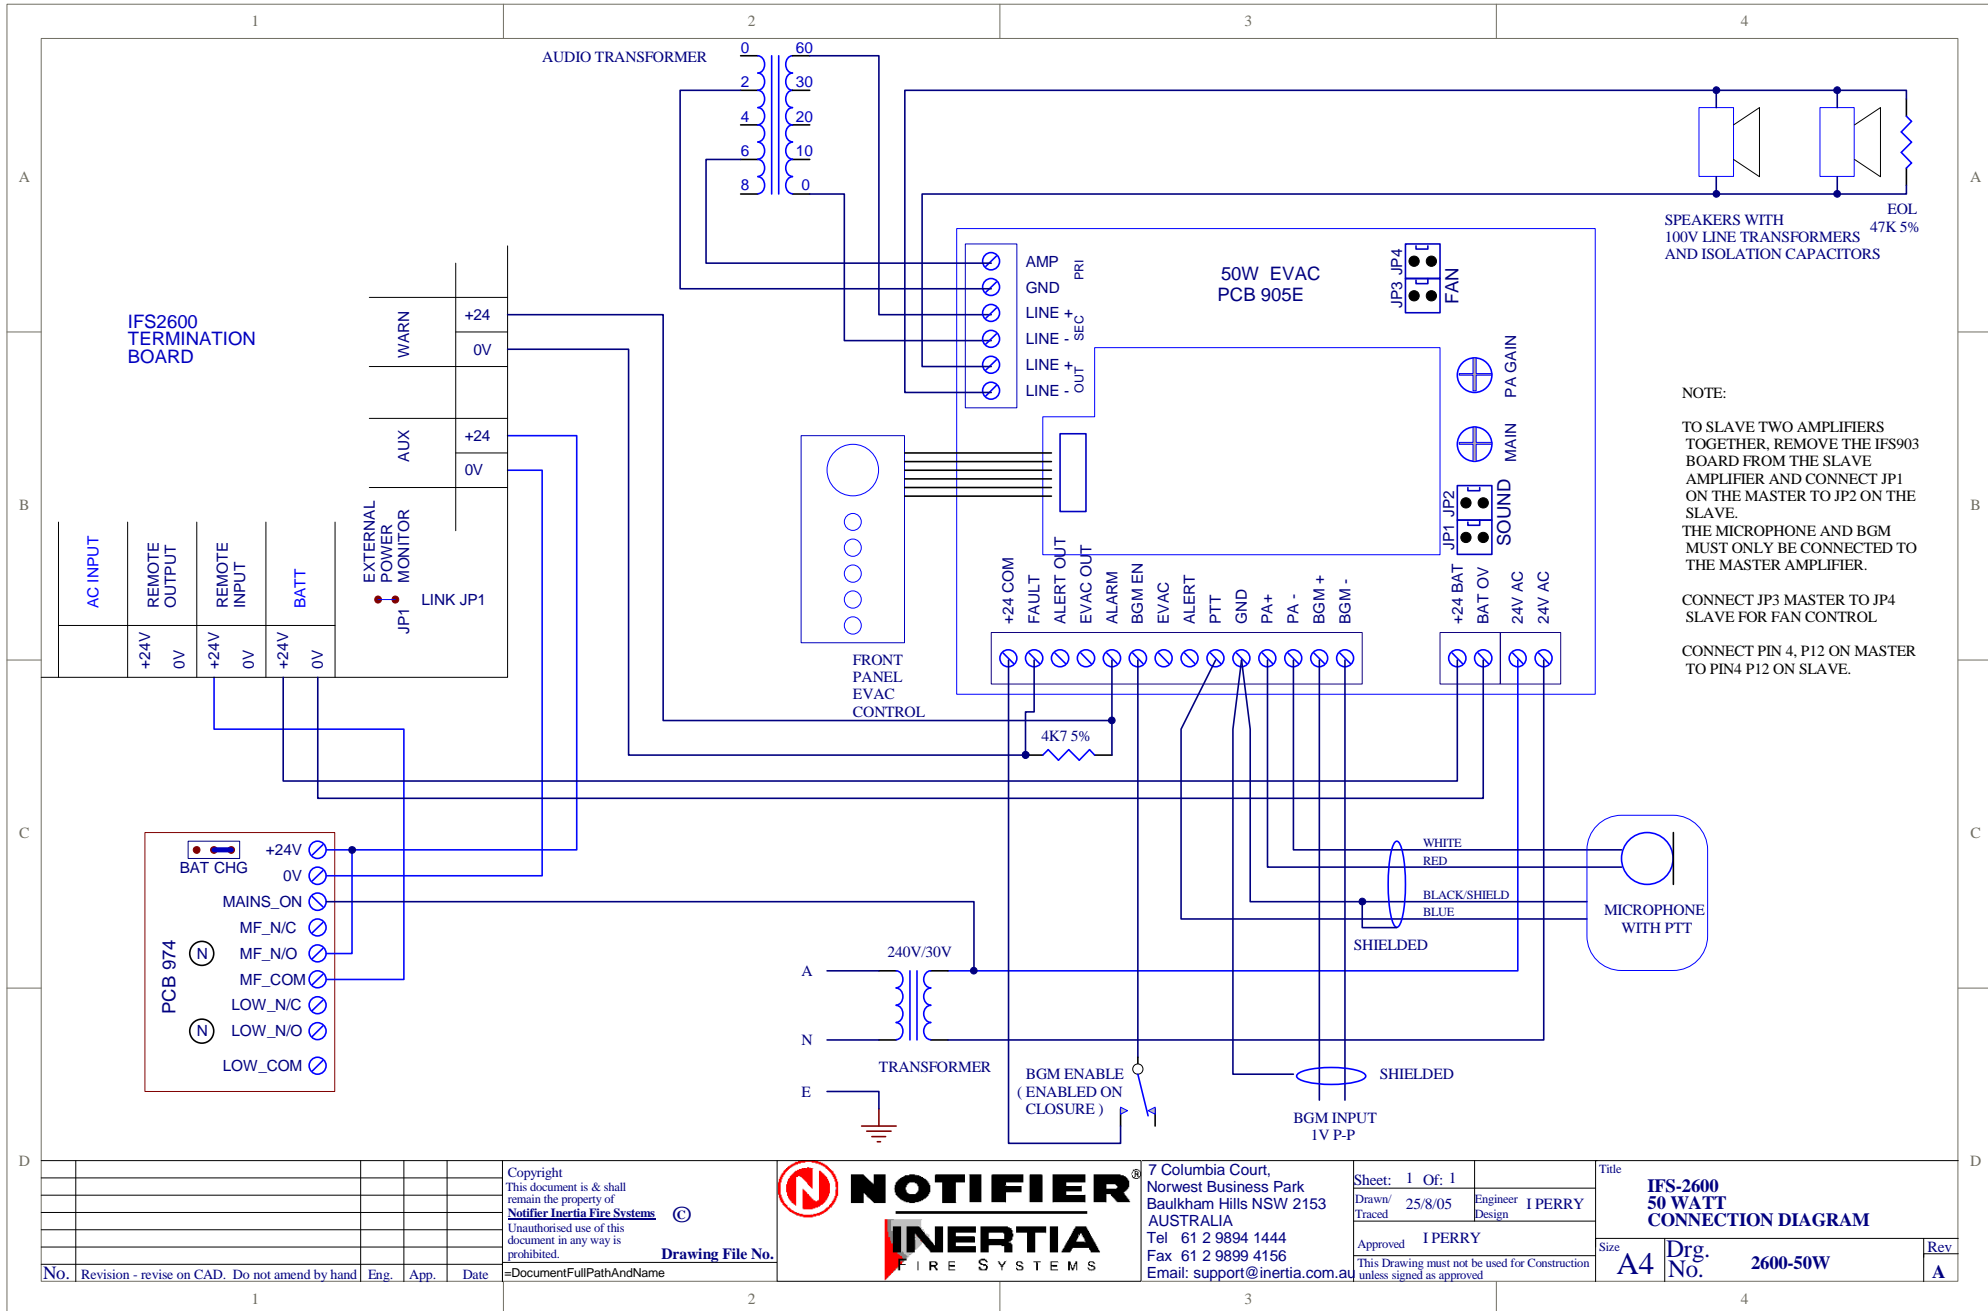 1
2
3
4
A
B
C
D
A
B
C
D
1
2
3
4
AUDIO TRANSFORMER
0
2
4
6
8
60
30
20
10
0
IFS2600
TERMINATION
BOARD
WARN
+24
0V
AUX
+24
0V
EXTERNAL
POWER
MONITOR
JP1
LINK JP1
AC INPUT
REMOTE
OUTPUT
REMOTE
INPUT
BATT
+24V
0V
+24V
0V
+24V
0V
AMP
GND
PRI
LINE +
LINE -
SEC
LINE +
LINE -
OUT
50W EVAC
PCB 905E
JP3 JP4
FAN
PA GAIN
MAIN
JP1 JP2
SOUND
+24 COM
FAULT
ALERT OUT
EVAC OUT
ALARM
BGM EN
EVAC
ALERT
PTT
GND
PA+
PA -
BGM +
BGM -
+24 BAT
BAT OV
24V AC
24V AC
FRONT
PANEL
EVAC
CONTROL
4K7 5%
SPEAKERS WITH
100V LINE TRANSFORMERS
AND ISOLATION CAPACITORS
EOL
47K 5%
NOTE:
TO SLAVE TWO AMPLIFIERS
TOGETHER, REMOVE THE IFS903
BOARD FROM THE SLAVE
AMPLIFIER AND CONNECT JP1
ON THE MASTER TO JP2 ON THE
SLAVE.
THE MICROPHONE AND BGM
MUST ONLY BE CONNECTED TO
THE MASTER AMPLIFIER.
CONNECT JP3 MASTER TO JP4
SLAVE FOR FAN CONTROL
CONNECT PIN 4, P12 ON MASTER
TO PIN4 P12 ON SLAVE.
BAT CHG
+24V
0V
MAINS_ON
MF_N/C
MF_N/O
MF_COM
LOW_N/C
LOW_N/O
LOW_COM
PCB 974
N
N
A
N
E
240V/30V
TRANSFORMER
BGM ENABLE
( ENABLED ON
CLOSURE )
WHITE
RED
BLACK/SHIELD
BLUE
SHIELDED
MICROPHONE
WITH PTT
SHIELDED
BGM INPUT
1V P-P
No.
Revision - revise on CAD. Do not amend by hand
Eng.
App.
Date
Copyright
This document is & shall
remain the property of
Notifier Inertia Fire Systems ©
Unauthorised use of this
document in any way is
prohibited.
Drawing File No.
=DocumentFullPathAndName
N NOTIFIER®
INERTIA
FIRE SYSTEMS
7 Columbia Court,
Norwest Business Park
Baulkham Hills NSW 2153
AUSTRALIA
Tel 61 2 9894 1444
Fax 61 2 9899 4156
Email: support@inertia.com.au
Sheet: 1 Of: 1
Drawn/
Traced
25/8/05
Engineer
Design
I PERRY
Approved I PERRY
This Drawing must not be used for Construction
unless signed as approved
Title
IFS-2600
50 WATT
CONNECTION DIAGRAM
Size
A4
Drg.
No.
2600-50W
Rev
A